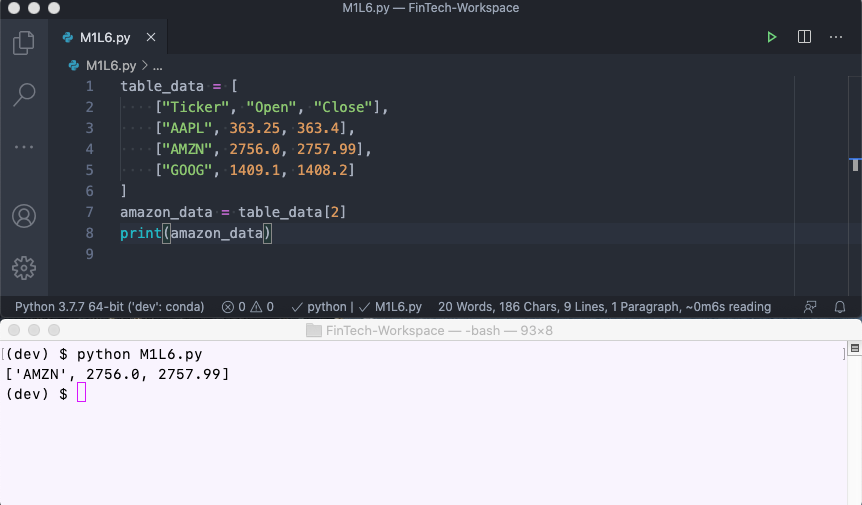 M1L6.py — FinTech-Workspace
M1L6.py
M1L6.py > ...
1 table_data = [
2     ["Ticker", "Open", "Close"],
3     ["AAPL", 363.25, 363.4],
4     ["AMZN", 2756.0, 2757.99],
5     ["GOOG", 1409.1, 1408.2]
6 ]
7 amazon_data = table_data[2]
8 print(amazon_data)
9
Python 3.7.7 64-bit ('dev': conda) 0 0 python | M1L6.py 20 Words, 186 Chars, 9 Lines, 1 Paragraph, ~0m6s reading
FinTech-Workspace — -bash — 93×8
(dev) $ python M1L6.py
['AMZN', 2756.0, 2757.99]
(dev) $